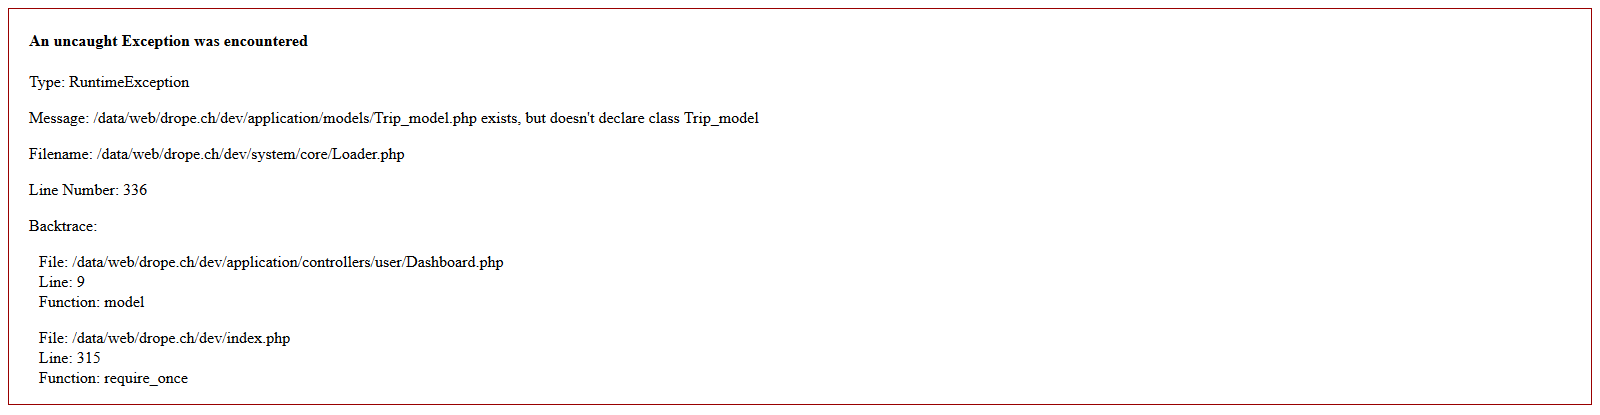 An uncaught Exception was encountered
Type: RuntimeException
Message: /data/web/drope.ch/dev/application/models/Trip_model.php exists, but doesn't declare class Trip_model
Filename: /data/web/drope.ch/dev/system/core/Loader.php
Line Number: 336
Backtrace:
File: /data/web/drope.ch/dev/application/controllers/user/Dashboard.php
Line: 9
Function: model
File: /data/web/drope.ch/dev/index.php
Line: 315
Function: require_once